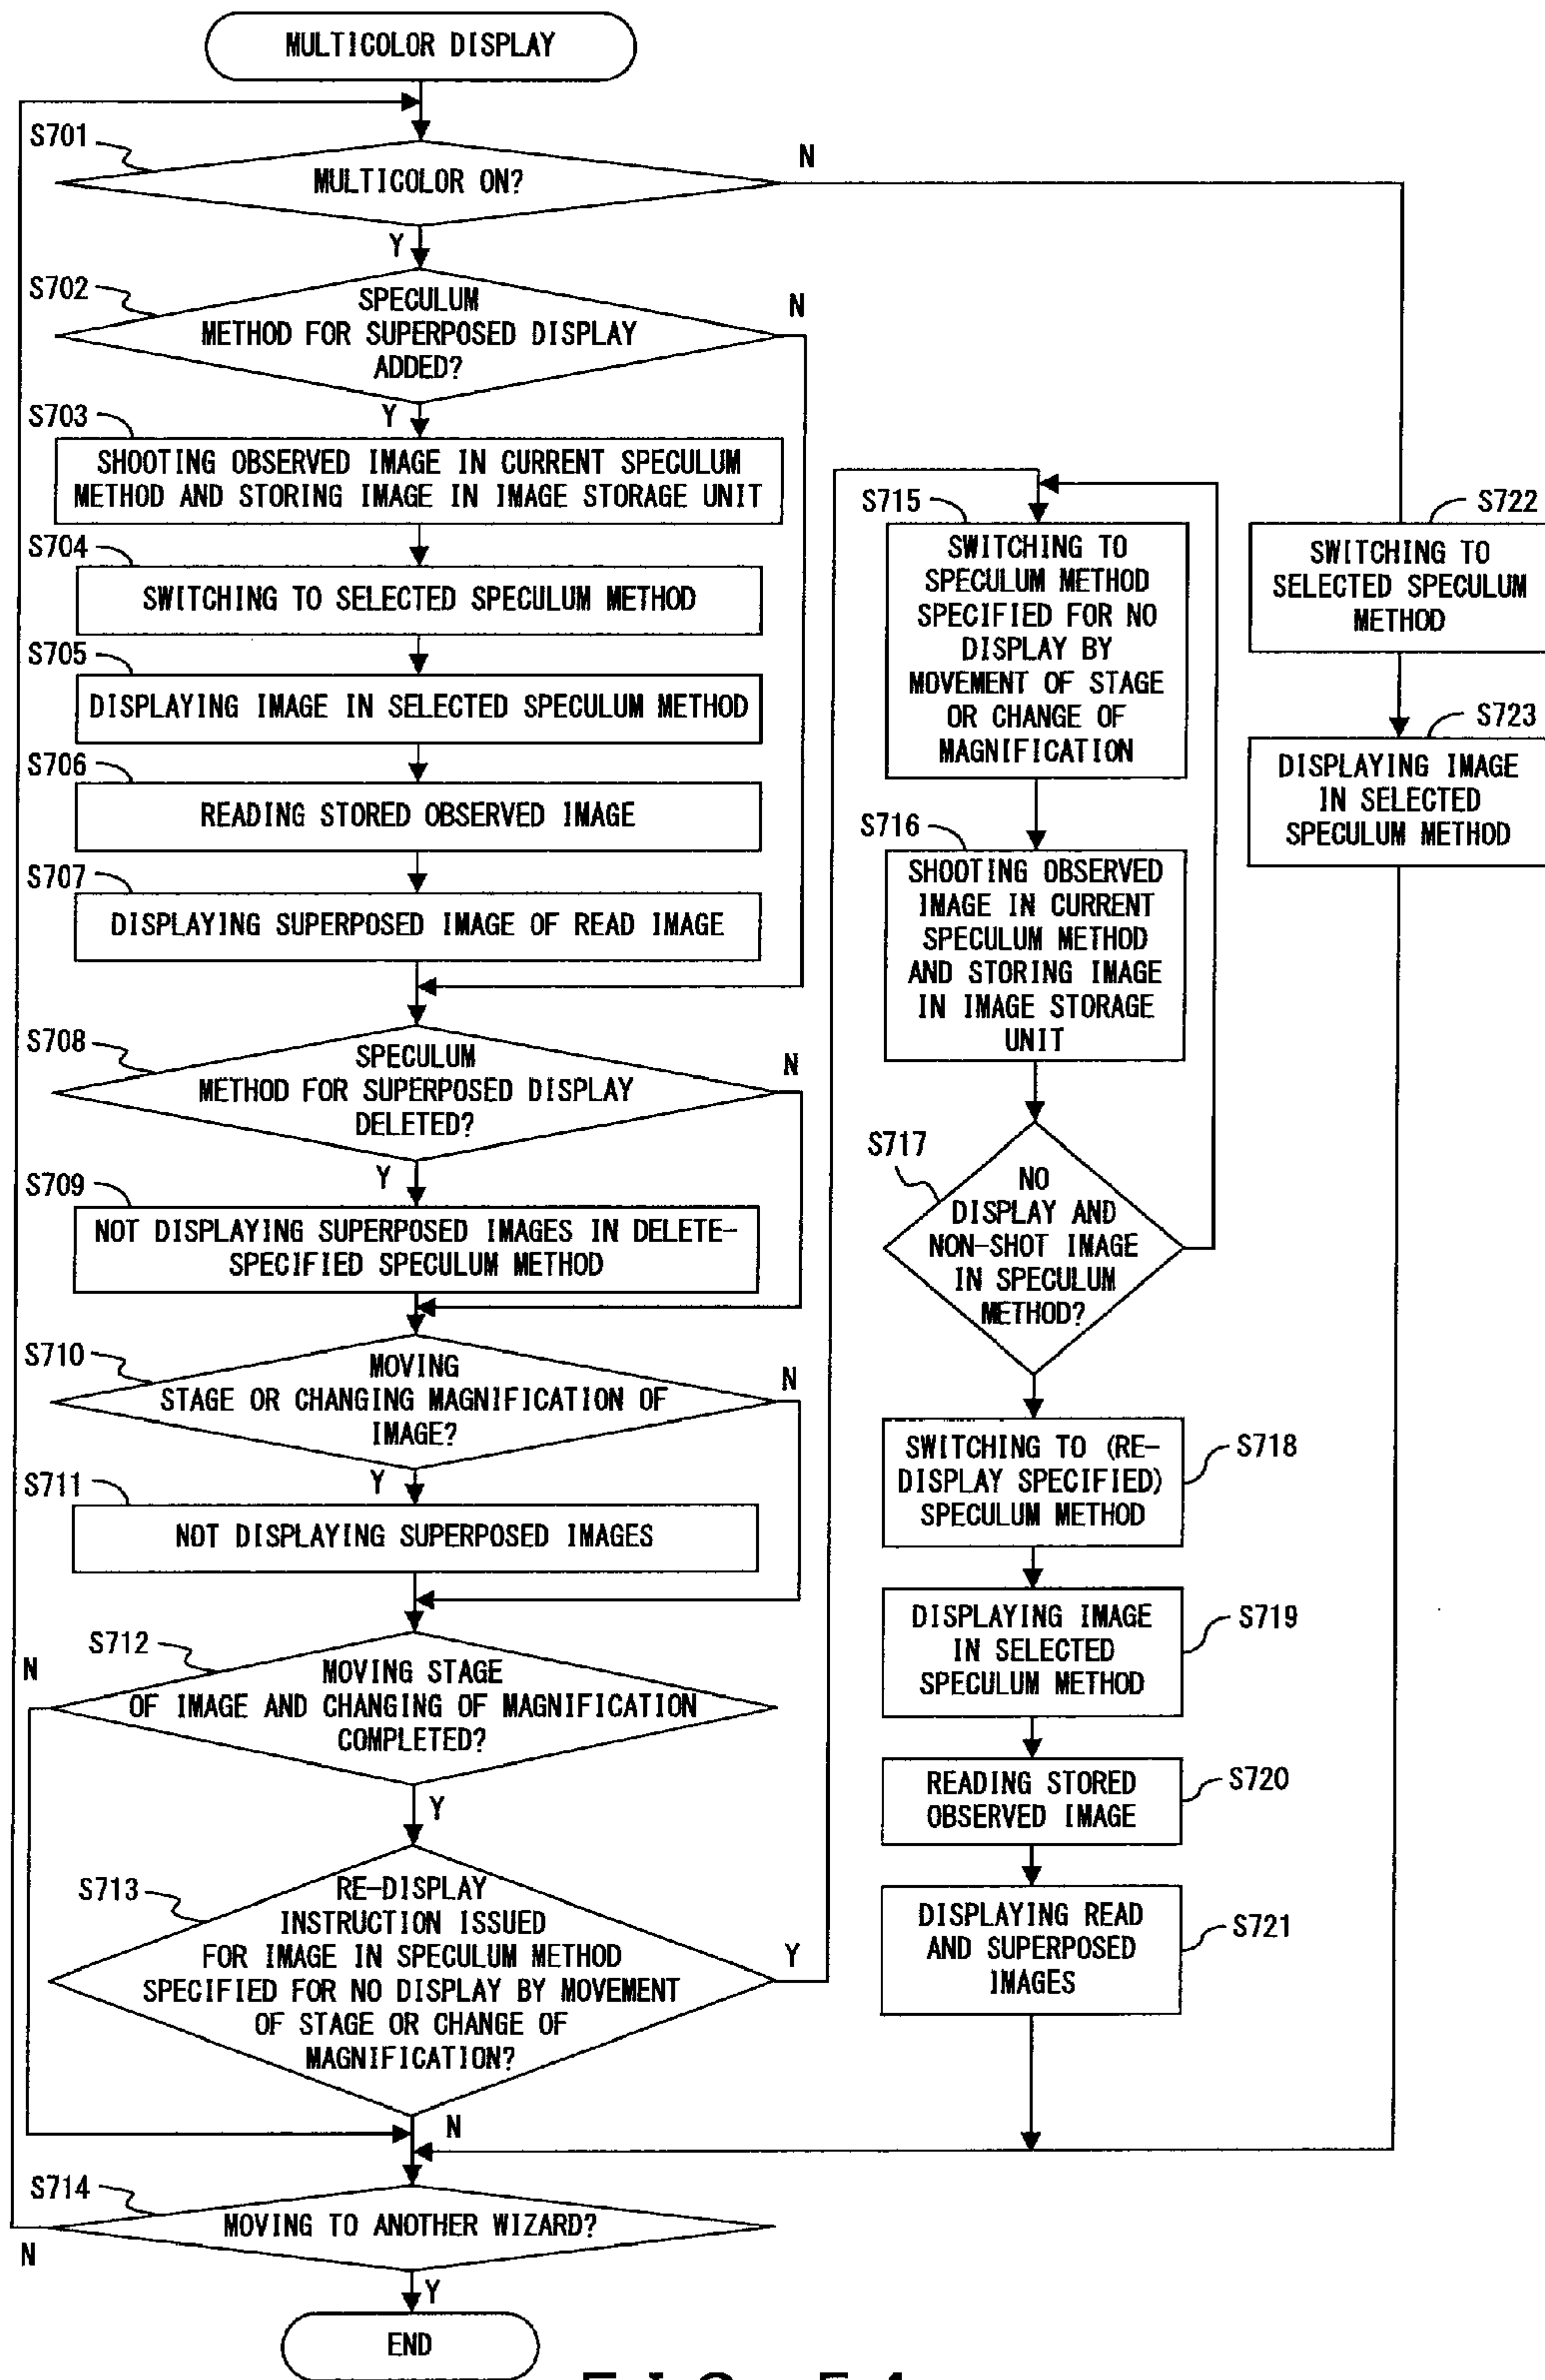 MULTICOLOR DISPLAY
S701
MULTICOLOR ON?
N
Y
S702
SPECULUM
METHOD FOR SUPERPOSED DISPLAY
ADDED?
N
Y
S703
SHOOTING OBSERVED IMAGE IN CURRENT SPECULUM
METHOD AND STORING IMAGE IN IMAGE STORAGE UNIT
S704
SWITCHING TO SELECTED SPECULUM METHOD
S705
DISPLAYING IMAGE IN SELECTED SPECULUM METHOD
S706
READING STORED OBSERVED IMAGE
S707
DISPLAYING SUPERPOSED IMAGE OF READ IMAGE
S708
SPECULUM
METHOD FOR SUPERPOSED DISPLAY
DELETED?
N
Y
S709
NOT DISPLAYING SUPERPOSED IMAGES IN DELETE-
SPECIFIED SPECULUM METHOD
S710
MOVING
STAGE OR CHANGING MAGNIFICATION OF
IMAGE?
N
Y
S711
NOT DISPLAYING SUPERPOSED IMAGES
S712
N
MOVING STAGE
OF IMAGE AND CHANGING OF MAGNIFICATION
COMPLETED?
Y
S713
RE-DISPLAY
INSTRUCTION ISSUED
FOR IMAGE IN SPECULUM METHOD
SPECIFIED FOR NO DISPLAY BY MOVEMENT
OF STAGE OR CHANGE OF
MAGNIFICATION?
Y
N
S714
MOVING TO ANOTHER WIZARD?
N
Y
END
S715
SWITCHING TO
SPECULUM METHOD
SPECIFIED FOR NO
DISPLAY BY
MOVEMENT OF STAGE
OR CHANGE OF
MAGNIFICATION
S716
SHOOTING OBSERVED
IMAGE IN CURRENT
SPECULUM METHOD
AND STORING IMAGE
IN IMAGE STORAGE
UNIT
S717
NO
DISPLAY AND
NON-SHOT IMAGE
IN SPECULUM
METHOD?
SWITCHING TO (RE-
DISPLAY SPECIFIED)
SPECULUM METHOD
S718
DISPLAYING IMAGE
IN SELECTED
SPECULUM METHOD
S719
READING STORED
OBSERVED IMAGE
S720
DISPLAYING READ
AND SUPERPOSED
IMAGES
S721
S722
SWITCHING TO
SELECTED SPECULUM
METHOD
S723
DISPLAYING IMAGE
IN SELECTED
SPECULUM METHOD